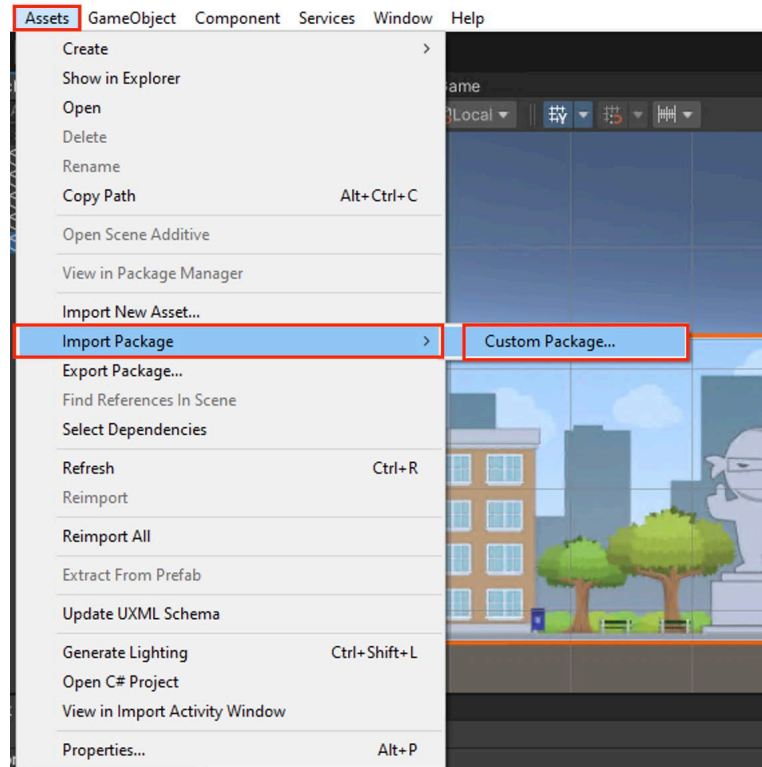 Assets GameObject Component Services Window Help
Create >
Show in Explorer
ame
Open
Local
Delete
Rename
Copy Path Alt+Ctrl+C
Open Scene Additive
View in Package Manager
Import New Asset...
Import Package > Custom Package...
Export Package...
Find References In Scene
Select Dependencies
Refresh Ctrl+R
Reimport
Reimport All
Extract From Prefab
Update UXML Schema
Generate Lighting Ctrl+Shift+L
Open C# Project
View in Import Activity Window
Properties... Alt+P